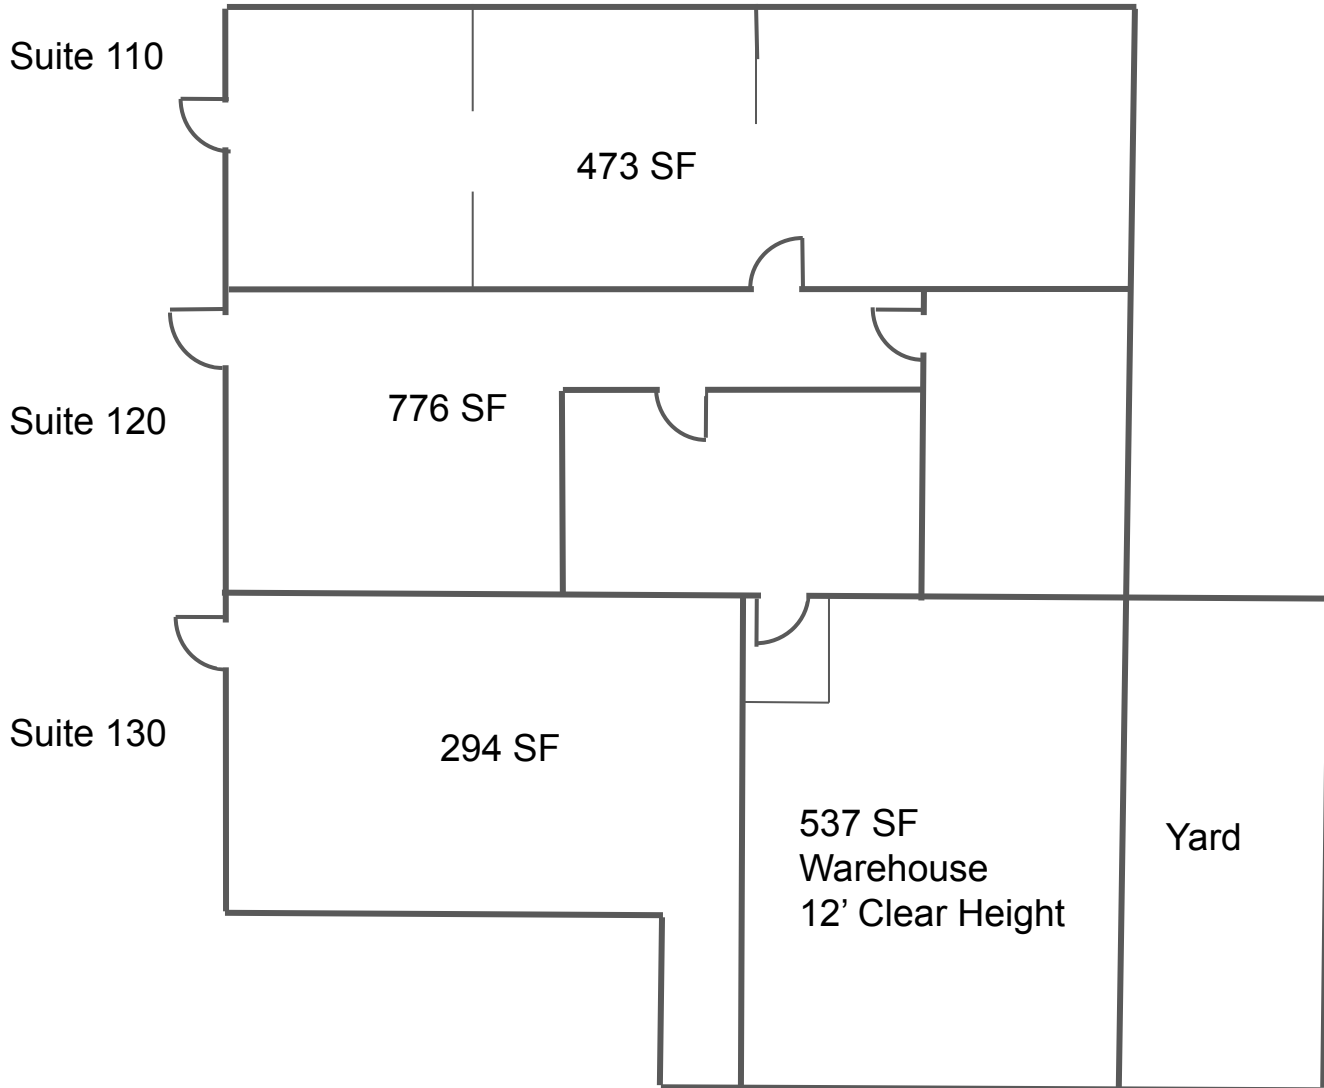 Suite 110
473 SF
776 SF
Suite 120
Suite 130
294 SF
537 SF
Warehouse
12’ Clear Height
Yard